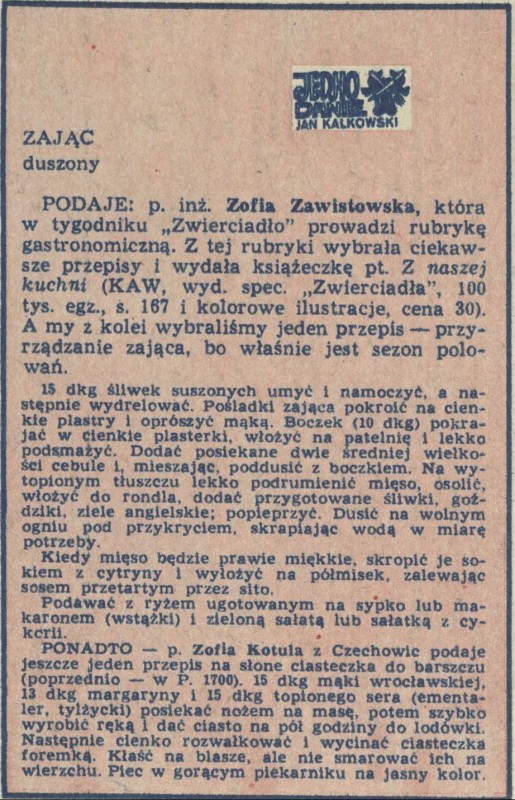 JEDNO
DANIE
JAN KALKOWSKI
ZAJĄC
duszony
PODAJE: p. inż. Zofia Zawistowska, która
w tygodniku „Zwierciadło” prowadzi rubrykę
gastronomiczną. Z tej rubryki wybrała ciekaw-
sze przepisy i wydała książeczkę pt. Z naszej
kuchni (KAW, wyd. spec. „Zwierciadła”, 100
tys. egz., s. 167 i kolorowe ilustracje, cena 30).
A my z kolei wybraliśmy jeden przepis — przy-
rządzanie zająca, bo właśnie jest sezon polo-
wań.
15 dkg śliwek suszonych umyć i namoczyć, a na-
stępnie wydrelować. Pośladki zająca pokroić na cien-
kie plastry i oprószyć mąką. Boczek (10 dkg) pokra-
jać w cienkie plasterki, włożyć na patelnię i lekko
podsmażyć. Dodać posiekane dwie średniej wielko-
ści cebule i, mieszając, poddusić z boczkiem. Na wy-
topionym tłuszczu lekko podrumienić mięso, osolić,
włożyć do rondla, dodać przygotowane śliwki, goź-
dziki, ziele angielskie; popieprzyć. Dusić na wolnym
ogniu pod przykryciem, skrapiając wodą w miarę
potrzeby.
Kiedy mięso będzie prawie miękkie, skropić je so-
kiem z cytryny i wyłożyć na półmisek, zalewając
sosem przetartym przez sito.
Podawać z ryżem ugotowanym na sypko lub ma-
karonem (wstążki) i zieloną sałatą lub sałatką z cy-
korii.
PONADTO — p. Zofia Kotula z Czechowic podaje
jeszcze jeden przepis na słone ciasteczka do barszczu
(poprzednio — w P. 1700). 15 dkg mąki wrocławskiej,
13 dkg margaryny i 15 dkg topionego sera (ementa-
ler, tylżycki) posiekać nożem na masę, potem szybko
wyrobić ręką i dać ciasto na pół godziny do lodówki.
Następnie cienko rozwałkować i wycinać ciasteczka
foremką. Kłaść na blasze, ale nie smarować ich na
wierzchu. Piec w gorącym piekarniku na jasny kolor.